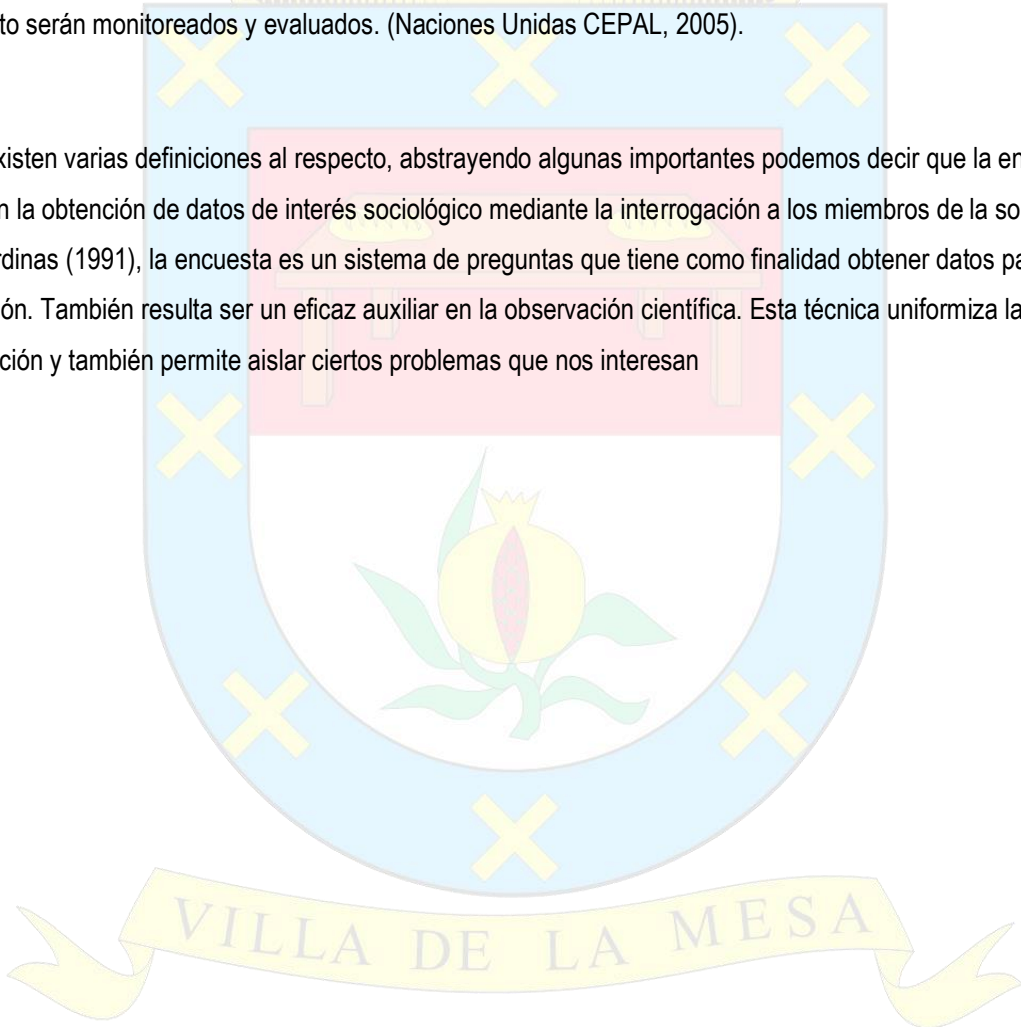 to serán monitoreados y evaluados. (Naciones Unidas CEPAL, 2005).
xisten varias definiciones al respecto, abstrayendo algunas importantes podemos decir que la en
n la obtención de datos de interés sociológico mediante la interrogación a los miembros de la so
rdinas (1991), la encuesta es un sistema de preguntas que tiene como finalidad obtener datos pa
ón. También resulta ser un eficaz auxiliar en la observación científica. Esta técnica uniformiza la
ción y también permite aislar ciertos problemas que nos interesan
VILLA DE LA MESA